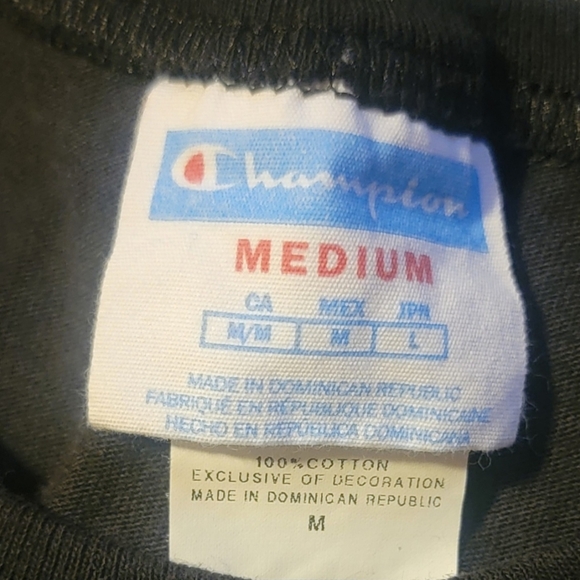 Champion
MEDIUM
CA MEX JPN
M/M M L
MADE IN DOMINICAN REPUBLIC
FABRIQUÉ EN RÉPUBLIQUE DOMINICAINE
HECHO EN REPÚBLICA DOMINICANA
100% COTTON
EXCLUSIVE OF DECORATION
MADE IN DOMINICAN REPUBLIC
M